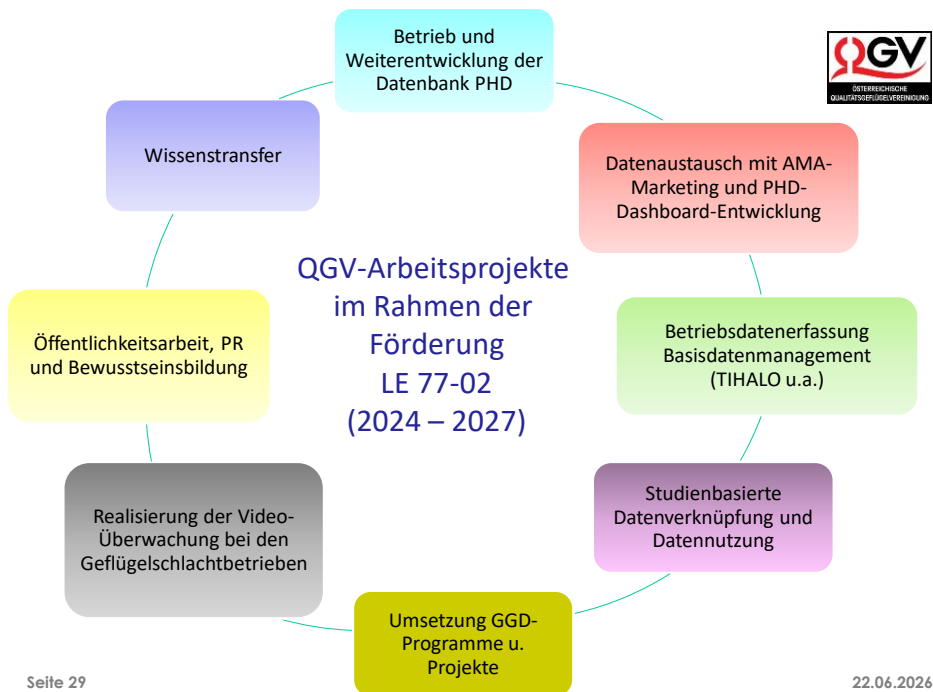 Betrieb und
Weiterentwicklung der
Datenbank PHD
QGV
ÖSTERREICHISCHE
QUALITÄTSGEFLÜGELVEREINIGUNG
Wissenstransfer
Datenaustausch mit AMA-
Marketing und PHD-
Dashboard-Entwicklung
QGV-Arbeitsprojekte
im Rahmen der
Förderung
LE 77-02
(2024 – 2027)
Öffentlichkeitsarbeit, PR
und Bewusstseinsbildung
Betriebsdatenerfassung
Basisdatenmanagement
(TIHALO u.a.)
Realisierung der Video-
Überwachung bei den
Geflügelschlachtbetrieben
Studienbasierte
Datenverknüpfung und
Datennutzung
Umsetzung GGD-
Programme u.
Projekte
Seite 29
22.06.2026